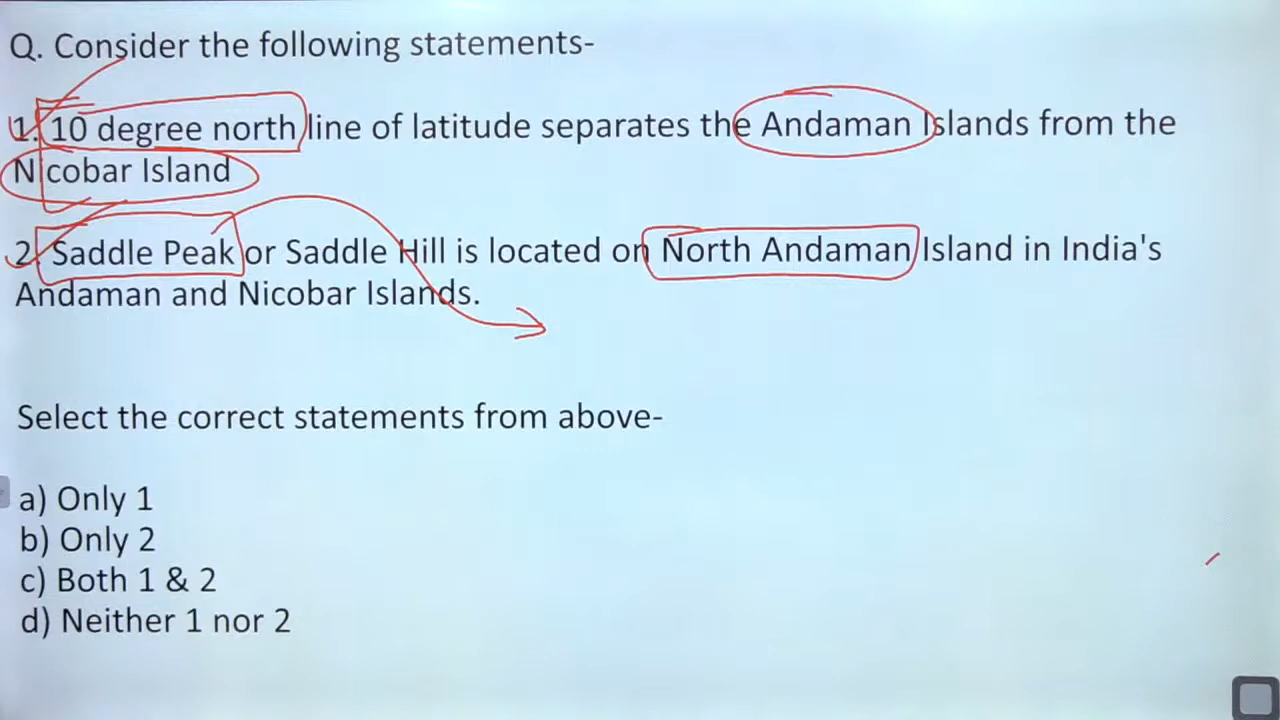 Q. Consider the following statements-
1. 10 degree north line of latitude separates the Andaman Islands from the
Nicobar Island
2. Saddle Peak or Saddle Hill is located on North Andaman Island in India's
Andaman and Nicobar Islands.
Select the correct statements from above-
a) Only 1
b) Only 2
c) Both 1 & 2
d) Neither 1 nor 2